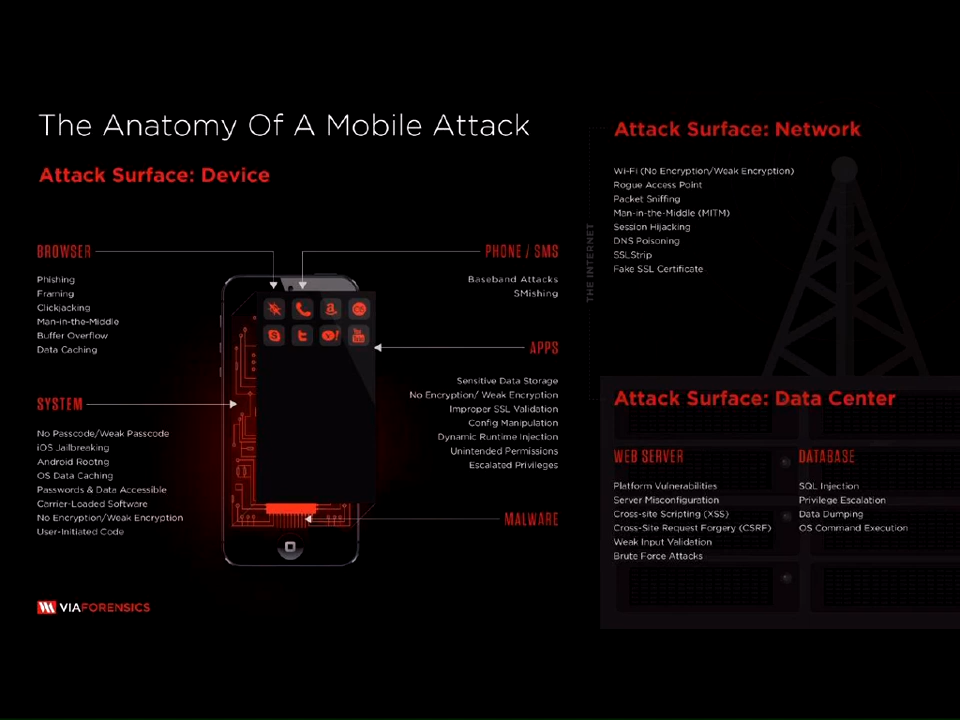 The Anatomy Of A Mobile Attack
Attack Surface: Device
BROWSER
Phishing
Framing
Clickjacking
Man-in-the-Middle
Buffer Overflow
Data Caching
SYSTEM
No Passcode/Weak Passcode
iOS Jailbreaking
Android Rootng
OS Data Caching
Passwords & Data Accessible
Carrier-Loaded Software
No Encryption/Weak Encryption
User-Initiated Code
PHONE / SMS
Baseband Attacks
SMishing
APPS
Sensitive Data Storage
No Encryption/ Weak Encryption
Improper SSL Validation
Config Manipulation
Dynamic Runtime Injection
Unintended Permissions
Escalated Privileges
MALWARE
You
Tube
VIAFORENSICS
THE INTERNET
Attack Surface: Network
Wi-Fi (No Encryption/Weak Encryption)
Rogue Access Point
Packet Sniffing
Man-in-the-Middle (MITM)
Session Hijacking
DNS Poisoning
SSLStrip
Fake SSL Certificate
Attack Surface: Data Center
WEB SERVER
Platform Vulnerabilities
Server Misconfiguration
Cross-site Scripting (XSS)
Cross-Site Request Forgery (CSRF)
Weak Input Validation
Brute Force Attacks
DATABASE
SQL Injection
Privilege Escalation
Data Dumping
OS Command Execution